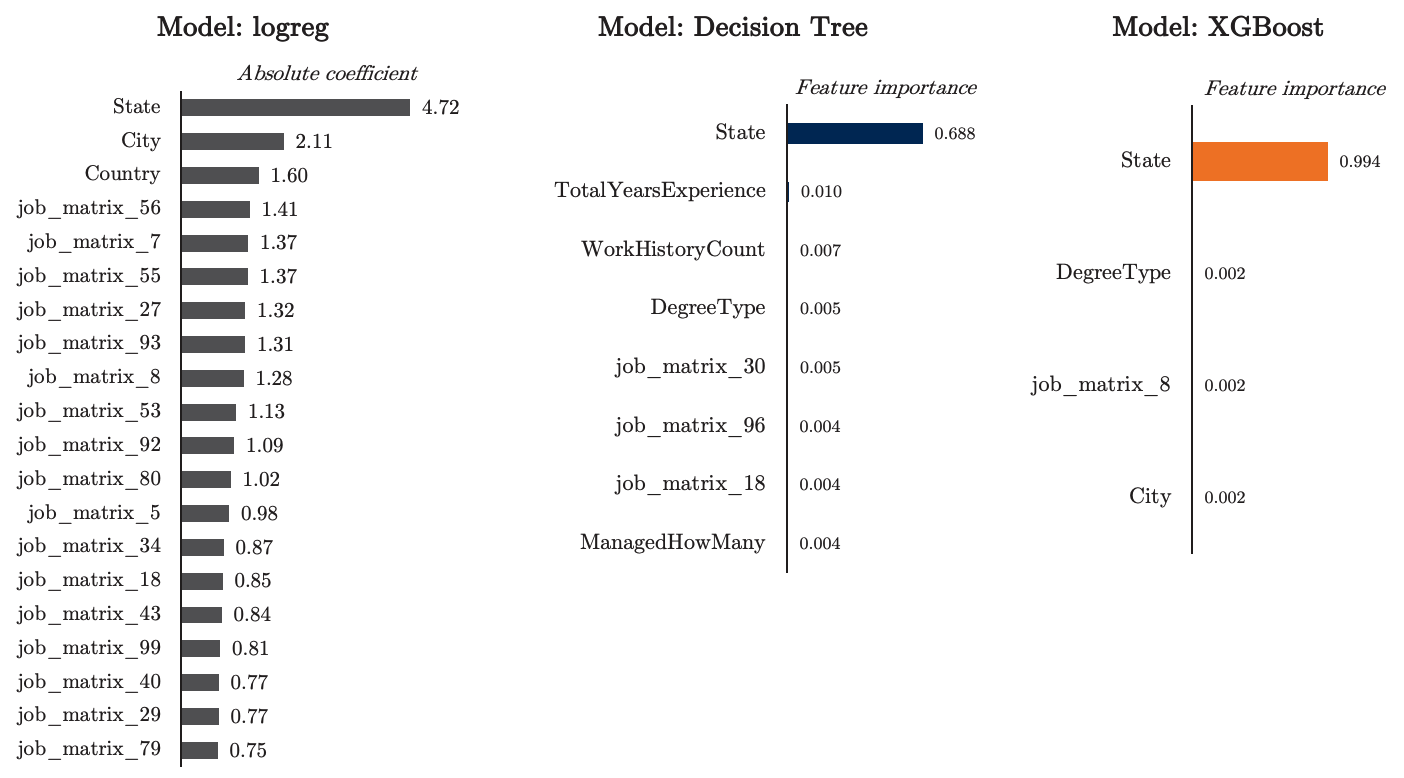 Model: logreg
Absolute coefficient
State 4.72
City 2.11
Country 1.60
job_matrix_56 1.41
job_matrix_7 1.37
job_matrix_55 1.37
job_matrix_27 1.32
job_matrix_93 1.31
job_matrix_8 1.28
job_matrix_53 1.13
job_matrix_92 1.09
job_matrix_80 1.02
job_matrix_5 0.98
job_matrix_34 0.87
job_matrix_18 0.85
job_matrix_43 0.84
job_matrix_99 0.81
job_matrix_40 0.77
job_matrix_29 0.77
job_matrix_79 0.75
Model: Decision Tree
Feature importance
State 0.688
TotalYearsExperience 0.010
WorkHistoryCount 0.007
DegreeType 0.005
job_matrix_30 0.005
job_matrix_96 0.004
job_matrix_18 0.004
ManagedHowMany 0.004
Model: XGBoost
Feature importance
State 0.994
DegreeType 0.002
job_matrix_8 0.002
City 0.002